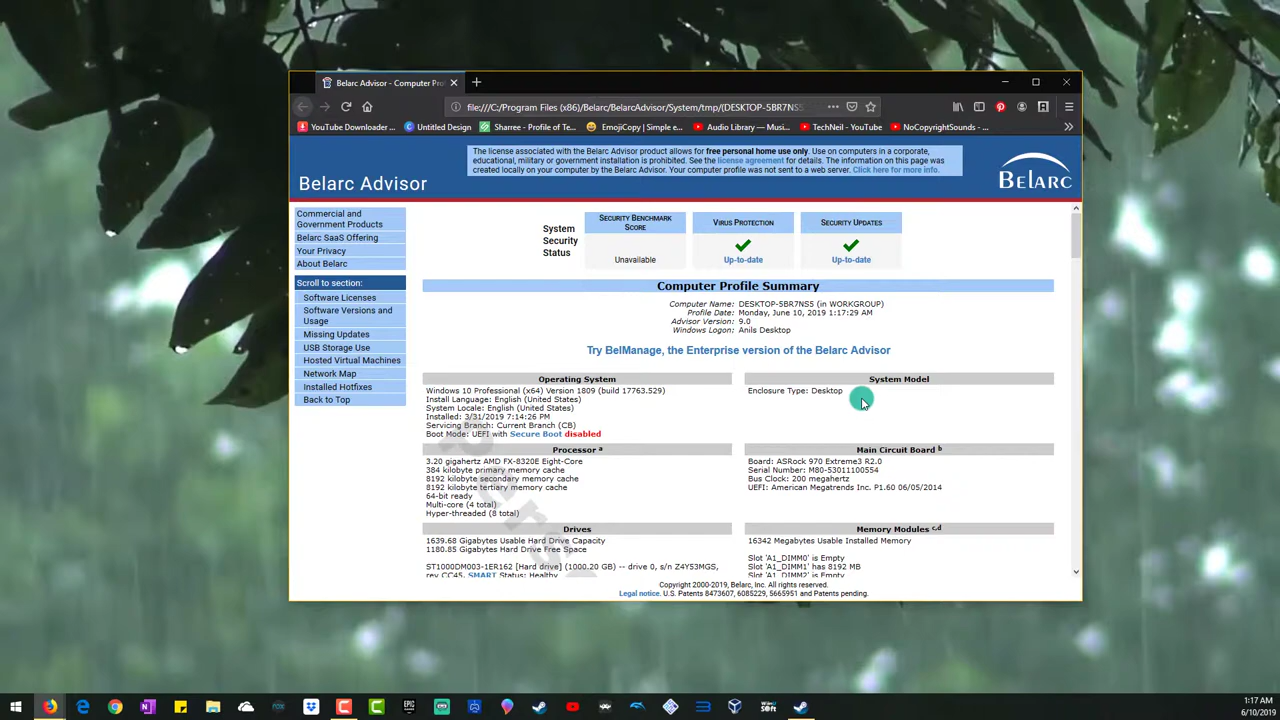 Belarc Advisor - Computer Pro
file:///C:/Program Files (x86)/Belarc/BelarcAdvisor/System/tmp/(DESKTOP-5BR7NS5
YouTube Downloader ...
Untitled Design
Sharree - Profile of Te...
EmojiCopy | Simple e...
Audio Library — Musi...
TechNeil - YouTube
NoCopyrightSounds - ...
The license associated with the Belarc Advisor product allows for free personal home use only. Use on computers in a corporate,
educational, military or government installation is prohibited. See the license agreement for details. The information on this page was
created locally on your computer by the Belarc Advisor. Your computer profile was not sent to a web server. Click here for more info.
Belarc Advisor
BELARC
Commercial and
Government Products
Belarc SaaS Offering
Your Privacy
About Belarc
Scroll to section:
Software Licenses
Software Versions and
Usage
Missing Updates
USB Storage Use
Hosted Virtual Machines
Network Map
Installed Hotfixes
Back to Top
System
Security
Status
SECURITY BENCHMARK
SCORE
Unavailable
VIRUS PROTECTION
Up-to-date
SECURITY UPDATES
Up-to-date
Computer Profile Summary
Computer Name: DESKTOP-5BR7NS5 (in WORKGROUP)
Profile Date: Monday, June 10, 2019 1:17:29 AM
Advisor Version: 9.0
Windows Logon: Anils Desktop
Try BelManage, the Enterprise version of the Belarc Advisor
Operating System
Windows 10 Professional (x64) Version 1809 (build 17763.529)
Install Language: English (United States)
System Locale: English (United States)
Installed: 3/31/2019 7:14:26 PM
Servicing Branch: Current Branch (CB)
Boot Mode: UEFI with Secure Boot disabled
System Model
Enclosure Type: Desktop
Processor a
3.20 gigahertz AMD FX-8320E Eight-Core
384 kilobyte primary memory cache
8192 kilobyte secondary memory cache
8192 kilobyte tertiary memory cache
64-bit ready
Multi-core (4 total)
Hyper-threaded (8 total)
Main Circuit Board b
Board: ASRock 970 Extreme3 R2.0
Serial Number: M80-53011100554
Bus Clock: 200 megahertz
UEFI: American Megatrends Inc. P1.60 06/05/2014
Drives
1639.68 Gigabytes Usable Hard Drive Capacity
1180.85 Gigabytes Hard Drive Free Space
ST1000DM003-1ER162 [Hard drive] (1000.20 GB) -- drive 0, s/n Z4Y53MGS,
rev CC45, SMART Status: Healthy
Memory Modules c,d
16342 Megabytes Usable Installed Memory
Slot 'A1_DIMM0' is Empty
Slot 'A1_DIMM1' has 8192 MB
Slot 'A1_DIMM2' is Empty
Copyright 2000-2019, Belarc, Inc. All rights reserved.
Legal notice. U.S. Patents 8473607, 6085229, 5665951 and Patents pending.
1:17 AM
6/10/2019